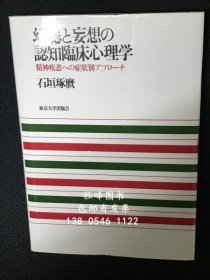 幻聴と妄想の
認知臨床心理学
精神疾患への症状別アプローチ
石垣琢麿
東京大学出版会
138 0546 1122